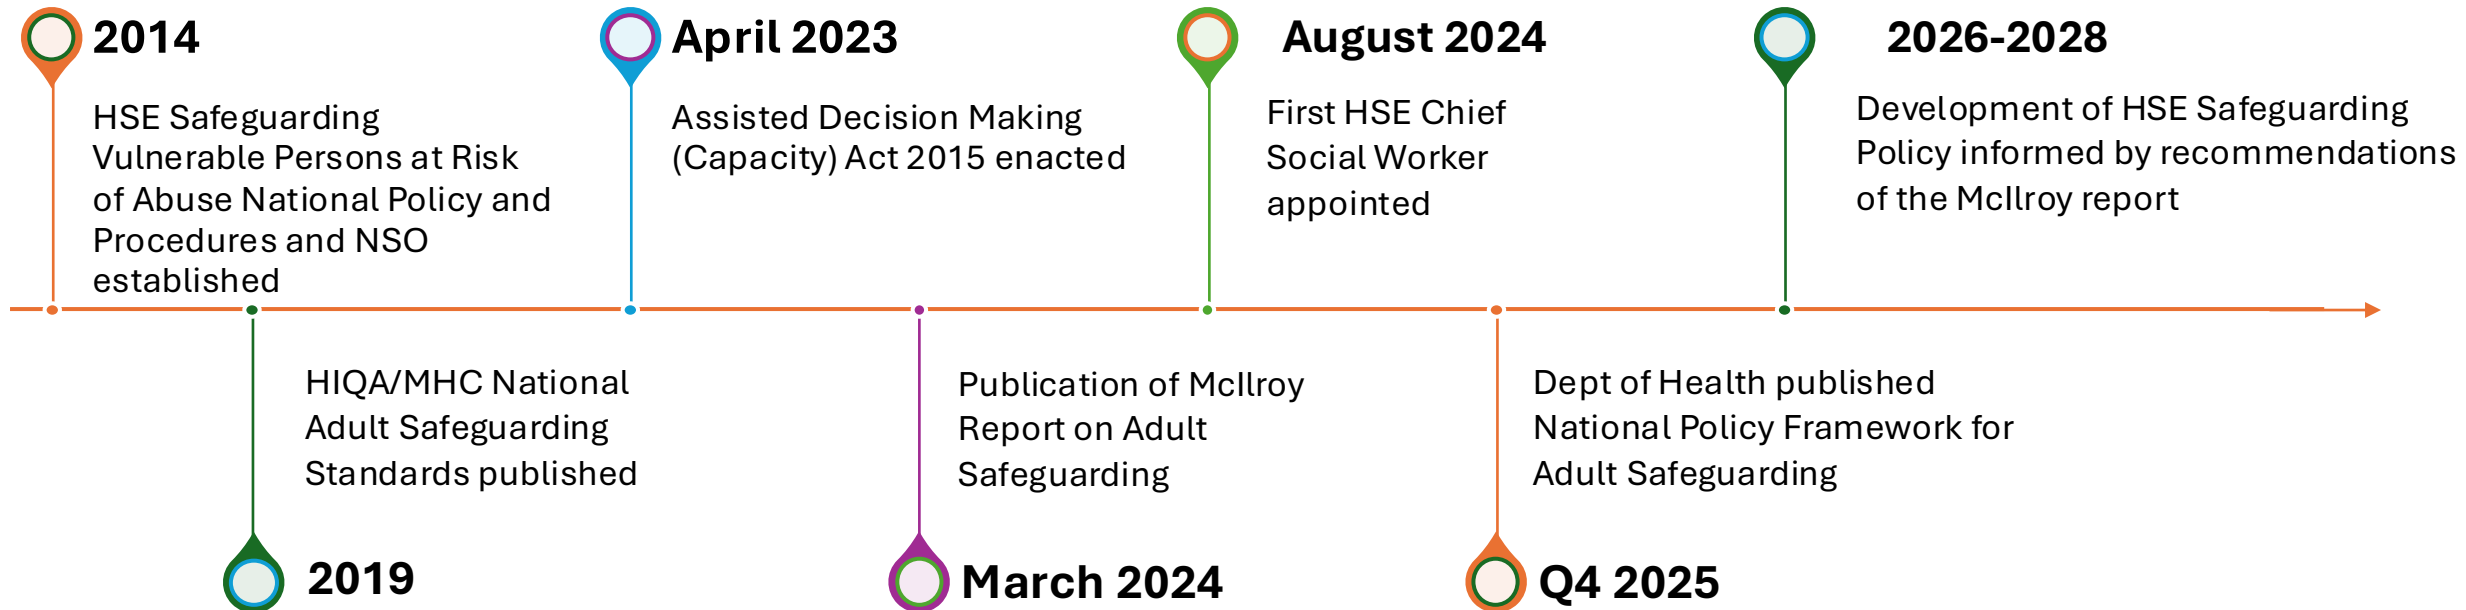 2014
HSE Safeguarding
Vulnerable Persons at Risk
of Abuse National Policy and
Procedures and NSO
established
2019
HIQA/MHC National
Adult Safeguarding
Standards published
April 2023
Assisted Decision Making
(Capacity) Act 2015 enacted
March 2024
Publication of McIlroy
Report on Adult
Safeguarding
August 2024
First HSE Chief
Social Worker
appointed
Q4 2025
Dept of Health published
National Policy Framework for
Adult Safeguarding
2026-2028
Development of HSE Safeguarding
Policy informed by recommendations
of the McIlroy report